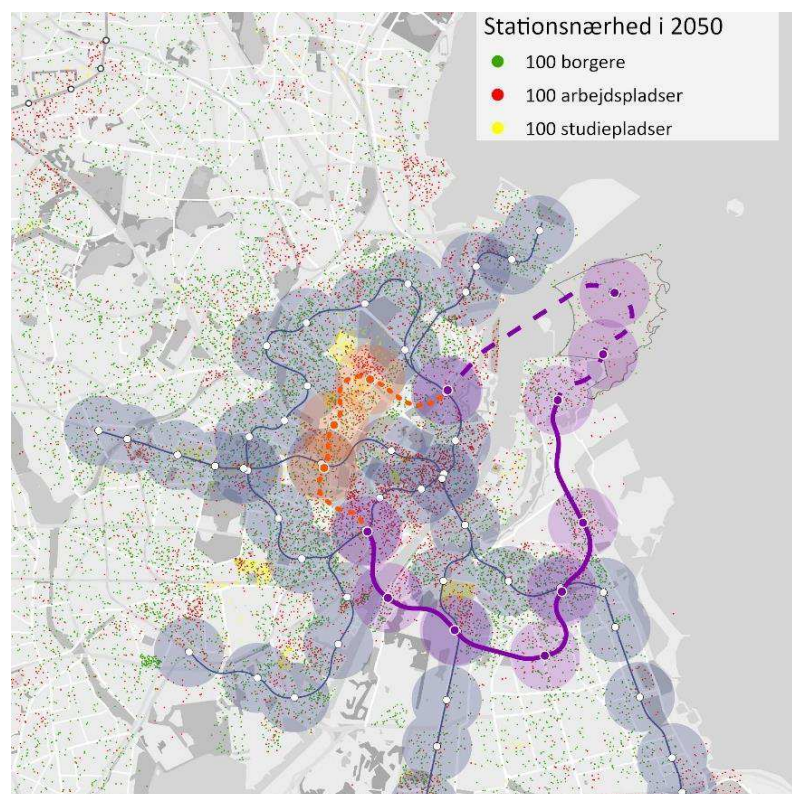 Stationsnærhed i 2050
100 borgere
100 arbejdspladser
100 studiepladser